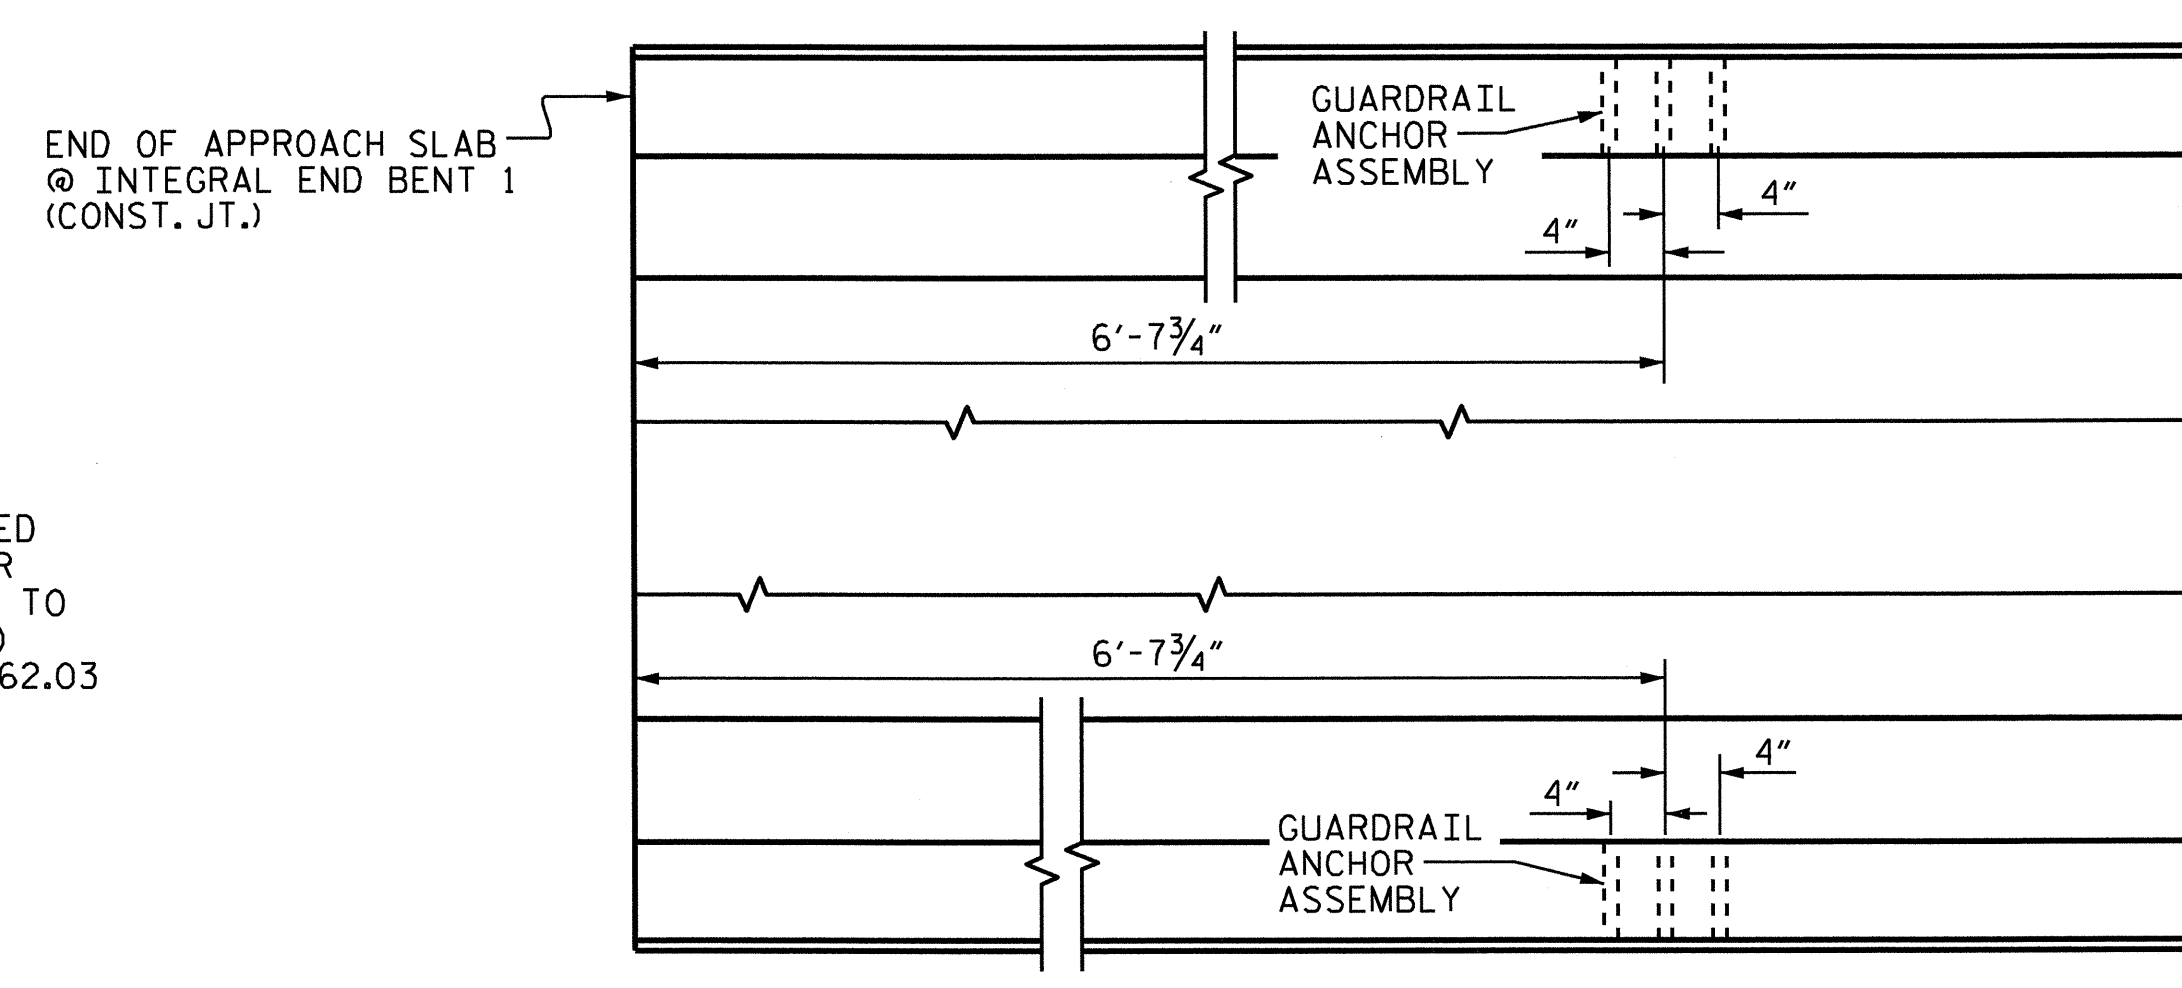 GUARDRAIL
ANCHOR
ASSEMBLY
END OF APPROACH SLAB
@ INTEGRAL END BENT 1
(CONST. JT.)
4"
4"
6'-7¾"
ED
R
TO
)
62.03
6'-7¾"
4"
4"
GUARDRAIL
ANCHOR
ASSEMBLY